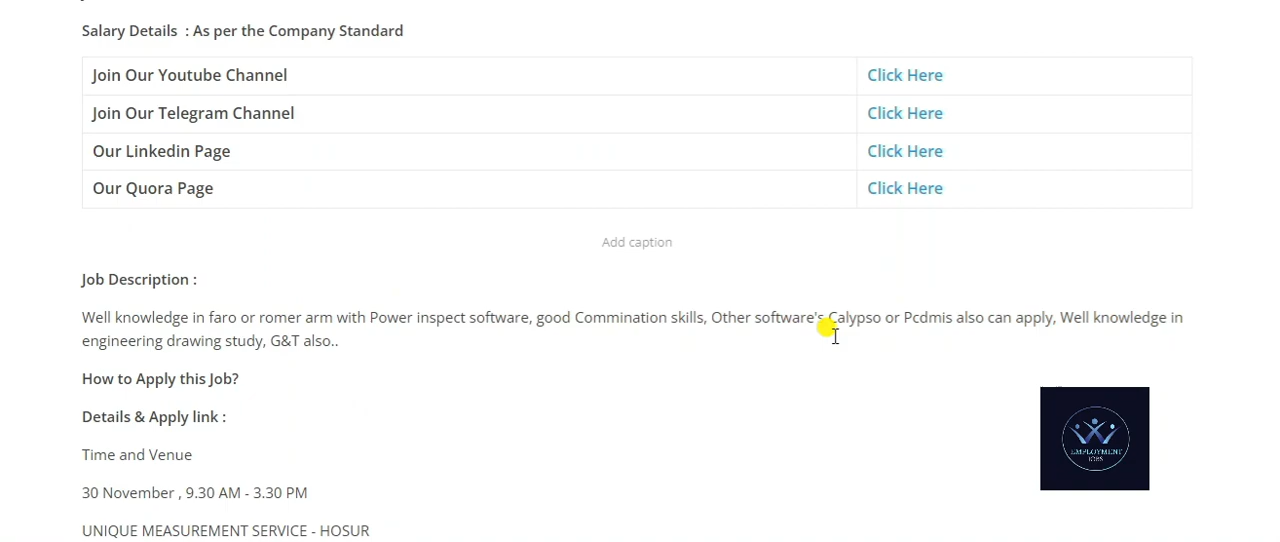 Salary Details : As per the Company Standard
Join Our Youtube Channel Click Here
Join Our Telegram Channel Click Here
Our Linkedin Page Click Here
Our Quora Page Click Here
Add caption
Job Description :
Well knowledge in faro or romer arm with Power inspect software, good Commination skills, Other software's Calypso or Pcdmis also can apply, Well knowledge in
engineering drawing study, G&T also..
How to Apply this Job?
Details & Apply link :
Time and Venue
30 November , 9.30 AM - 3.30 PM
UNIQUE MEASUREMENT SERVICE - HOSUR
EMPLOYMENT
JOBS